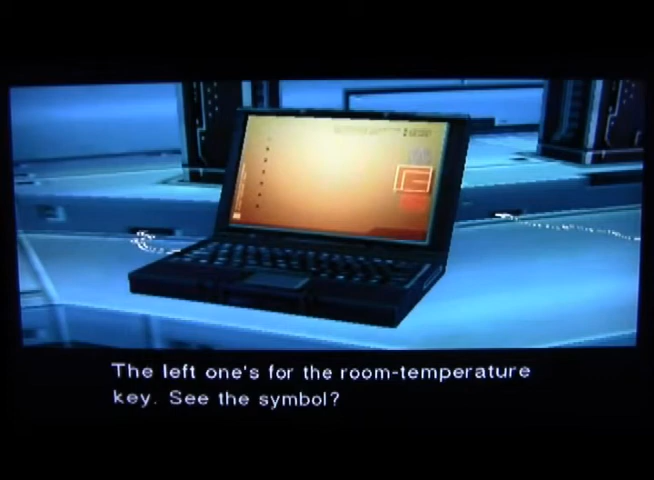 The left one's for the room-temperature
key. See the symbol?